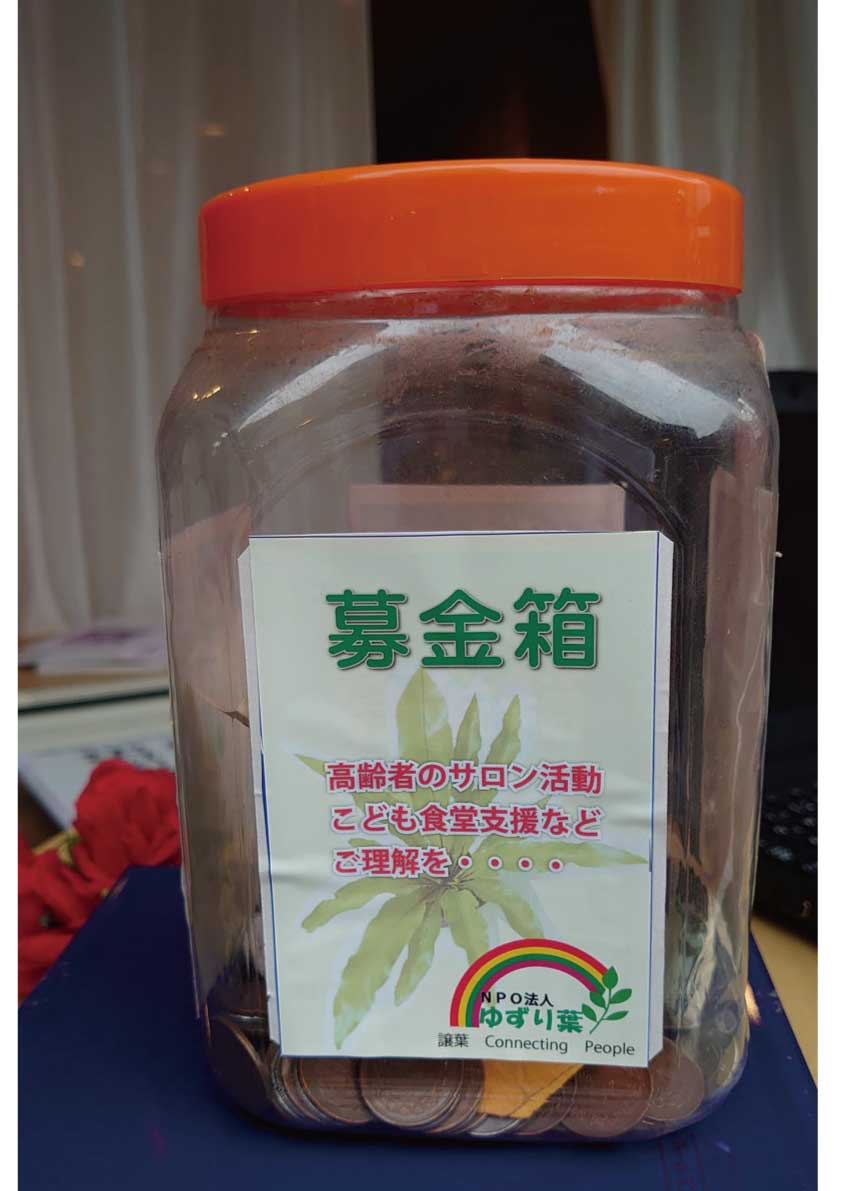 募金箱
高齢者のサロン活動
こども食堂支援など
ご理解を・・・・
NPO法人
ゆずり葉
譲葉 Connecting People